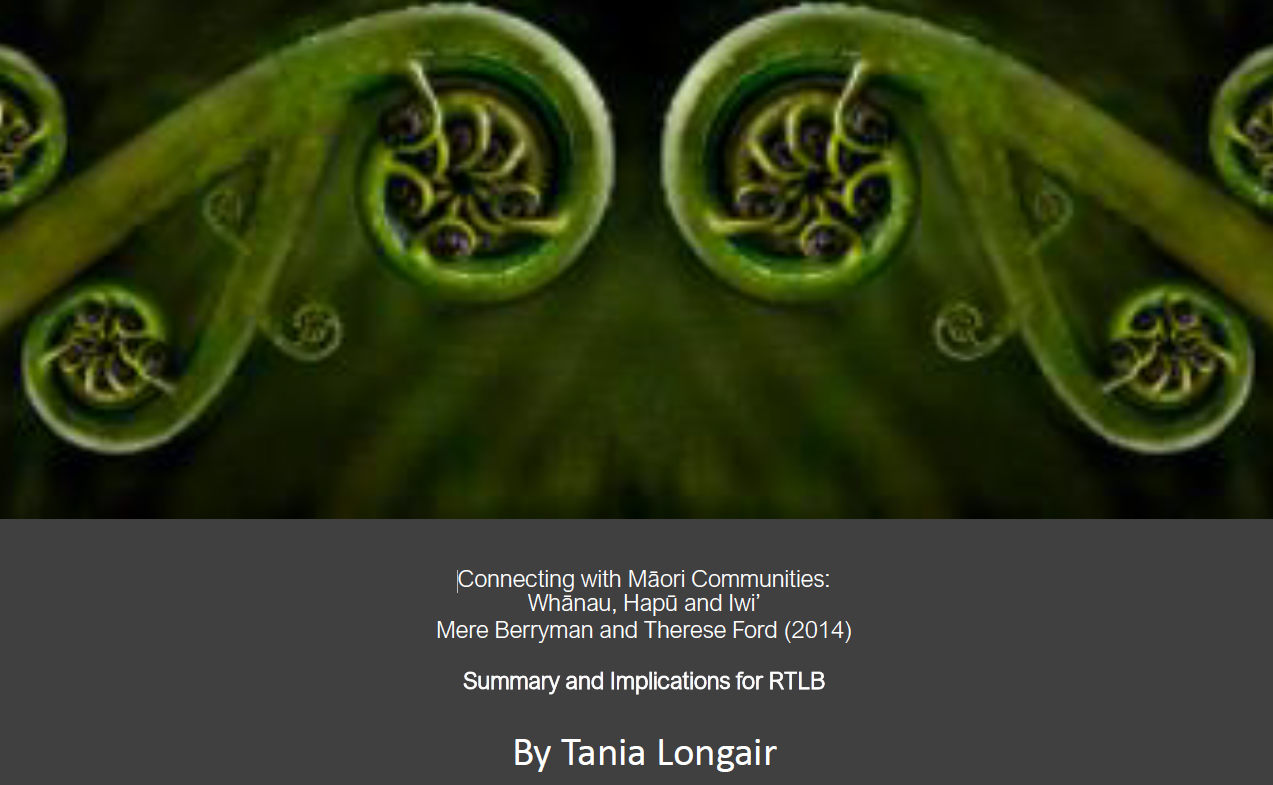 Connecting with Māori Communities:
Whānau, Hapū and Iwi’
Mere Berryman and Therese Ford (2014)
Summary and Implications for RTLB
By Tania Longair